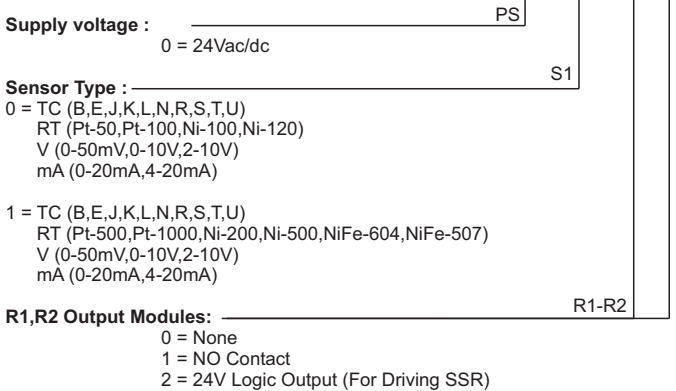 PS
Supply voltage :
0 = 24Vac/dc
S1
Sensor Type :
0 = TC (B,E,J,K,L,N,R,S,T,U)
RT (Pt-50,Pt-100,Ni-100,Ni-120)
V (0-50mV,0-10V,2-10V)
mA (0-20mA,4-20mA)
1 = TC (B,E,J,K,L,N,R,S,T,U)
RT (Pt-500,Pt-1000,Ni-200,Ni-500,NiFe-604,NiFe-507)
V (0-50mV,0-10V,2-10V)
mA (0-20mA,4-20mA)
R1-R2
R1,R2 Output Modules:
0 = None
1 = NO Contact
2 = 24V Logic Output (For Driving SSR)